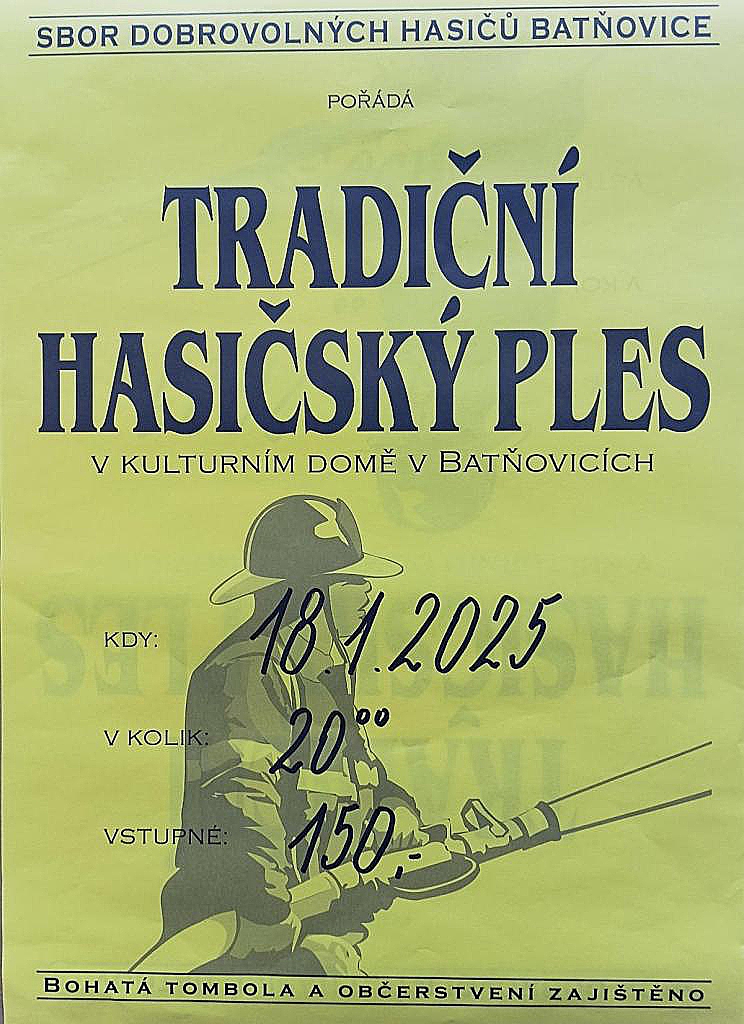 SBOR DOBROVOLNÝCH HASIČŮ BATŇOVICE
POŘÁDÁ
TRADIČNÍ
HASIČSKÝ PLES
V KULTURNÍM DOMĚ V BATŇOVICÍCH
KDY: 18.1.2025
V KOLIK: 20⁰⁰
VSTUPNÉ: 150,-
BOHATÁ TOMBOLA A OBČERSTVENÍ ZAJIŠTĚNO